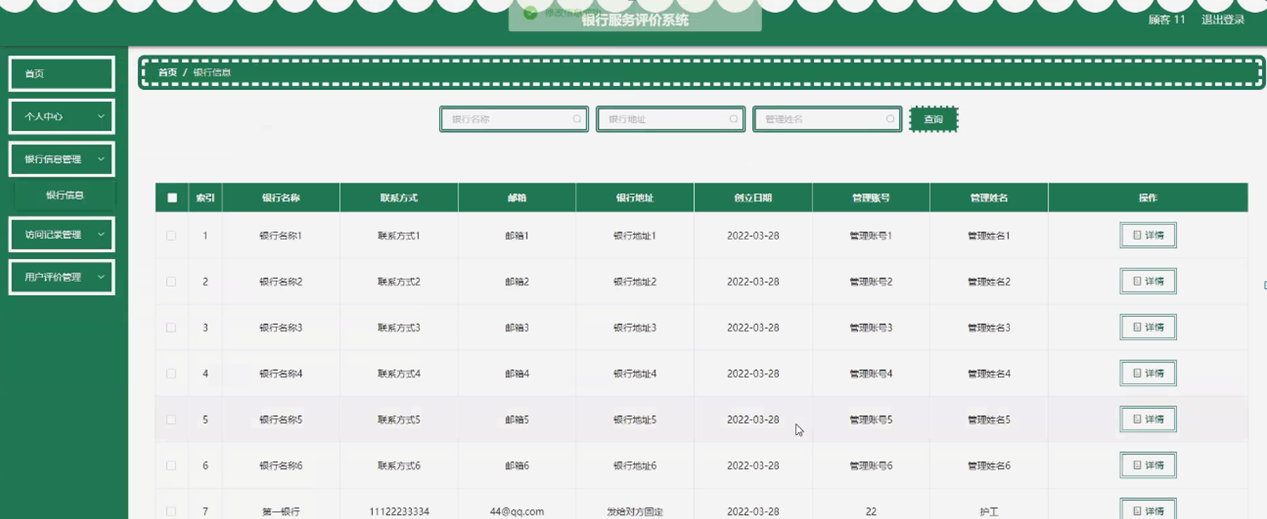 银行服务评价系统
顾客 11 退出登录
首页
个人中心
银行信息管理
银行信息
访问记录管理
用户评价管理
首页 / 银行信息
银行名称 银行地址 管理姓名 查询
索引 银行名称 联系方式 邮箱 银行地址 创立日期 管理账号 管理姓名 操作
1 银行名称1 联系方式1 邮箱1 银行地址1 2022-03-28 管理账号1 管理姓名1 详情
2 银行名称2 联系方式2 邮箱2 银行地址2 2022-03-28 管理账号2 管理姓名2 详情
3 银行名称3 联系方式3 邮箱3 银行地址3 2022-03-28 管理账号3 管理姓名3 详情
4 银行名称4 联系方式4 邮箱4 银行地址4 2022-03-28 管理账号4 管理姓名4 详情
5 银行名称5 联系方式5 邮箱5 银行地址5 2022-03-28 管理账号5 管理姓名5 详情
6 银行名称6 联系方式6 邮箱6 银行地址6 2022-03-28 管理账号6 管理姓名6 详情
7 第一银行 11122233334 44@qq.com 发给对方固定 2022-03-28 22 护工 详情